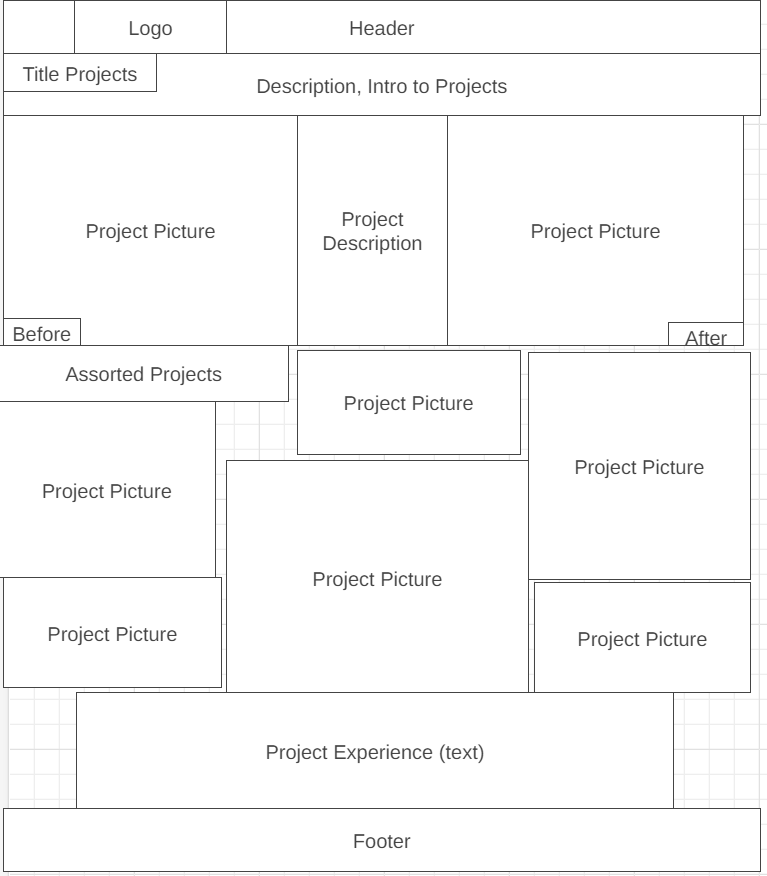 Logo
Header
Title Projects
Description, Intro to Projects
Project Picture
Project
Description
Project Picture
Before
After
Assorted Projects
Project Picture
Project Picture
Project Picture
Project Picture
Project Picture
Project Picture
Project Experience (text)
Footer